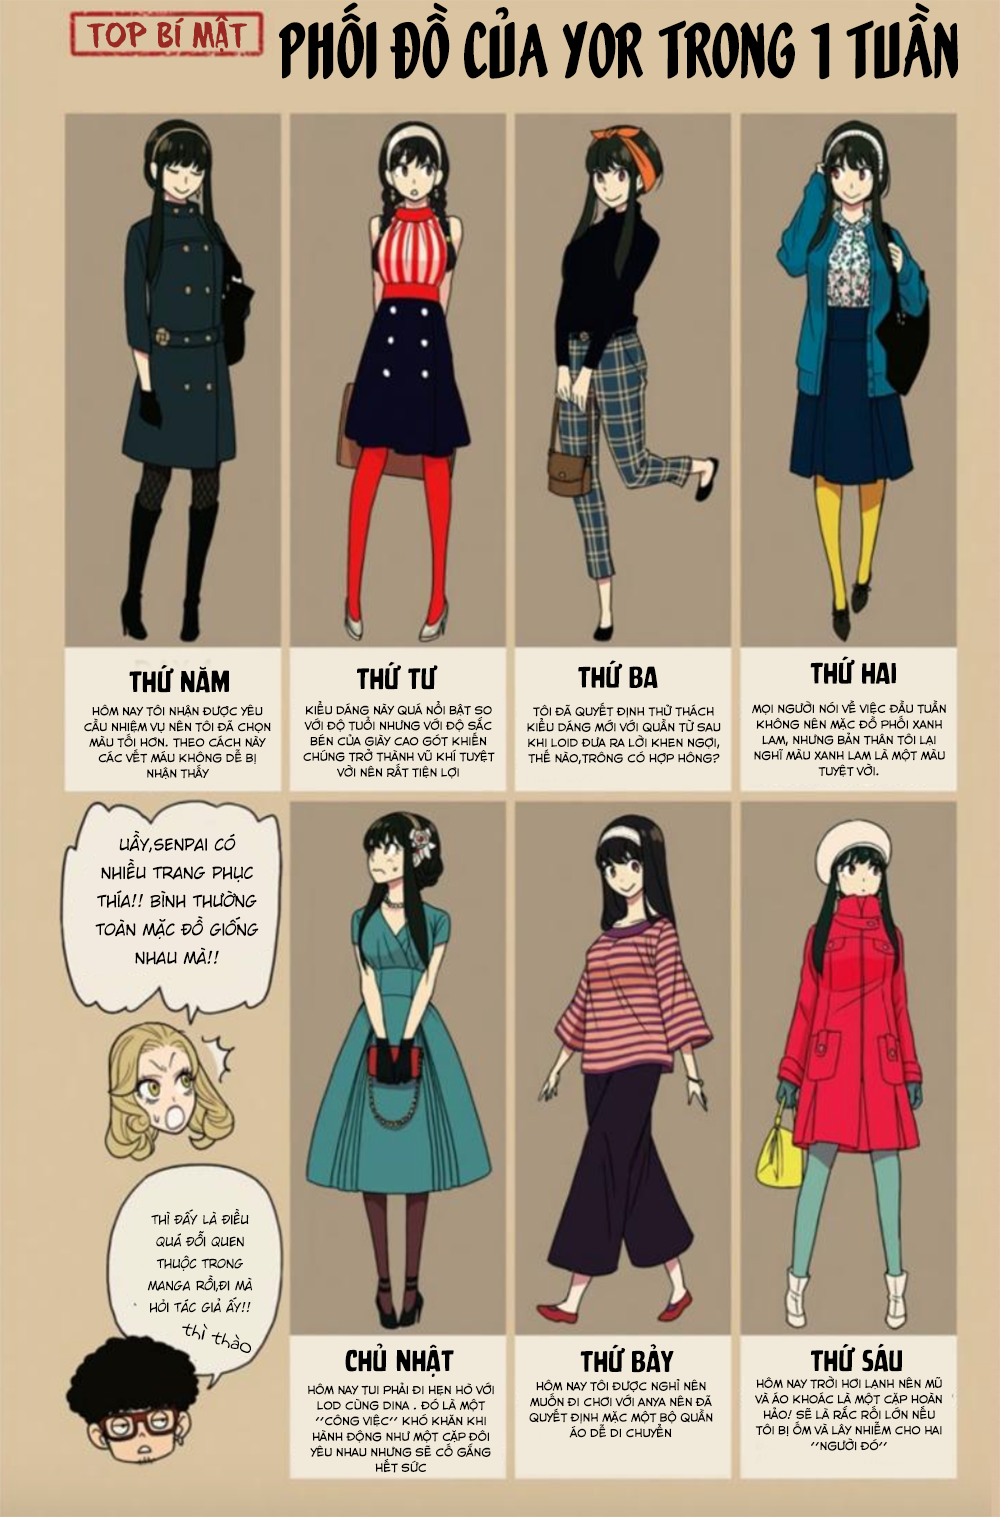 TOP BÍ MẬT
PHỐI ĐỒ CỦA YOR TRONG 1 TUẦN
THỨ HAI
MỌI NGƯỜI NÓI VỀ VIỆC ĐẦU TUẦN
KHÔNG NÊN MẶC ĐỒ PHỐI XANH
LAM, NHƯNG BẢN THÂN TÔI LẠI
NGHĨ MÀU XANH LAM LÀ MỘT MÀU
TUYỆT VỜI.
THỨ BA
TÔI ĐÃ QUYẾT ĐỊNH THỬ THÁCH
KIỂU DÁNG MỚI VỚI QUẦN TỪ SAU
KHI LOID ĐƯA RA LỜI KHEN NGỢI,
THẾ NÀO,TRÔNG CÓ HỢP HÔNG?
THỨ TƯ
KIỂU DÁNG NÀY QUÁ NỔI BẬT SO
VỚI ĐỘ TUỔI NHƯNG VỚI ĐỘ SẮC
BÉN CỦA GIÀY CAO GÓT KHIẾN
CHÚNG TRỞ THÀNH VŨ KHÍ TUYỆT
VỜI NÊN RẤT TIỆN LỢI
THỨ NĂM
HÔM NAY TÔI NHẬN ĐƯỢC YÊU
CẦU NHIỆM VỤ NÊN TÔI ĐÃ CHỌN
MÀU TỐI HƠN. THEO CÁCH NÀY
CÁC VẾT MÁU KHÔNG DỄ BỊ
NHẬN THẤY
THỨ SÁU
HÔM NAY TRỜI HƠI LẠNH NÊN MŨ
VÀ ÁO KHOÁC LÀ MỘT CẶP HOÀN
HẢO! SẼ LÀ RẮC RỐI LỚN NẾU
TÔI BỊ ỐM VÀ LÂY NHIỄM CHO HAI
''NGƯỜI ĐÓ''
THỨ BẢY
HÔM NAY TÔI ĐƯỢC NGHỈ NÊN
MUỐN ĐI CHƠI VỚI ANYA NÊN ĐÃ
QUYẾT ĐỊNH MẶC MỘT BỘ QUẦN
ÁO DỄ DI CHUYỂN
CHỦ NHẬT
HÔM NAY TUI PHẢI ĐI HẸN HÒ VỚI
LOD CÙNG DINA . ĐÓ LÀ MỘT
''CÔNG VIỆC'' KHÓ KHĂN KHI
HÀNH ĐỘNG NHƯ MỘT CẶP ĐÔI
YÊU NHAU NHƯNG SẼ CỐ GẮNG
HẾT SỨC
UẦY,SENPAI CÓ
NHIỀU TRANG PHỤC
THÍA!! BÌNH THƯỜNG
TOÀN MẶC ĐỒ GIỐNG
NHAU MÀ!!
THÌ ĐẤY LÀ ĐIỀU
QUÁ ĐỖI QUEN
THUỘC TRONG
MANGA RỒI,ĐI MÀ
HỎI TÁC GIẢ ẤY!!
thì thào